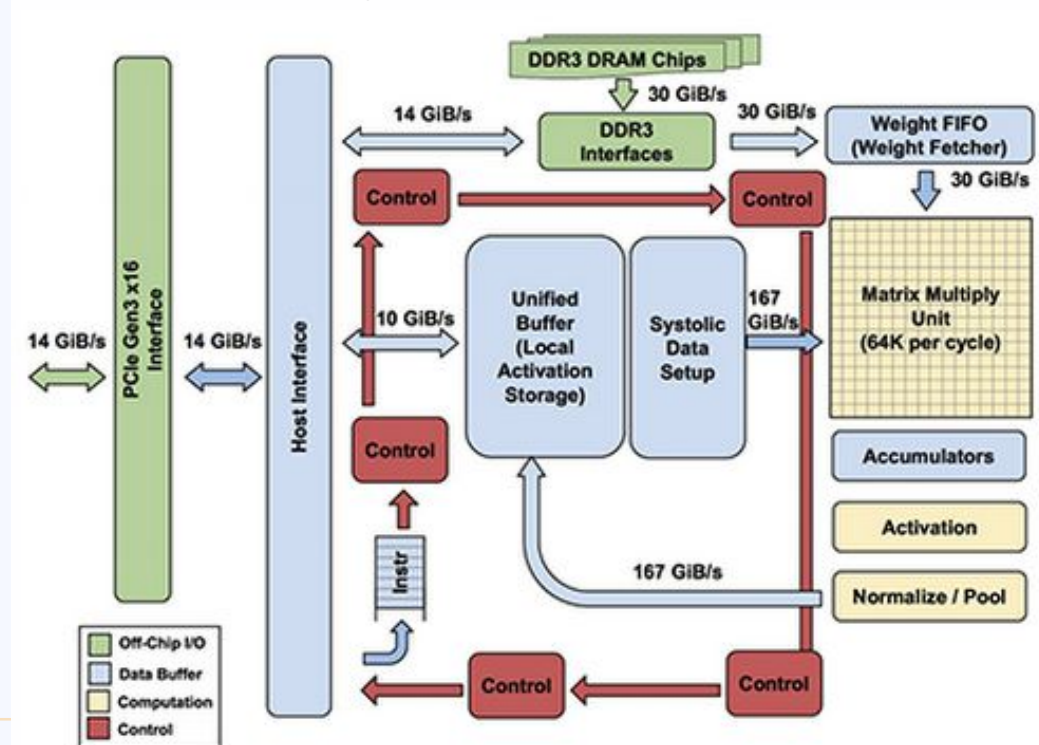 DDR3 DRAM Chips
30 GiB/s
14 GiB/s
DDR3
Interfaces
30 GiB/s
Weight FIFO
(Weight Fetcher)
30 GiB/s
Control
Control
PCIe Gen3 x16
Interface
14 GiB/s
14 GiB/s
Host Interface
10 GiB/s
Unified
Buffer
(Local
Activation
Storage)
Systolic
Data
Setup
167
GiB/s
Matrix Multiply
Unit
(64K per cycle)
Control
Accumulators
Activation
Instr
167 GiB/s
Normalize / Pool
Off-Chip I/O
Data Buffer
Computation
Control
Control
Control